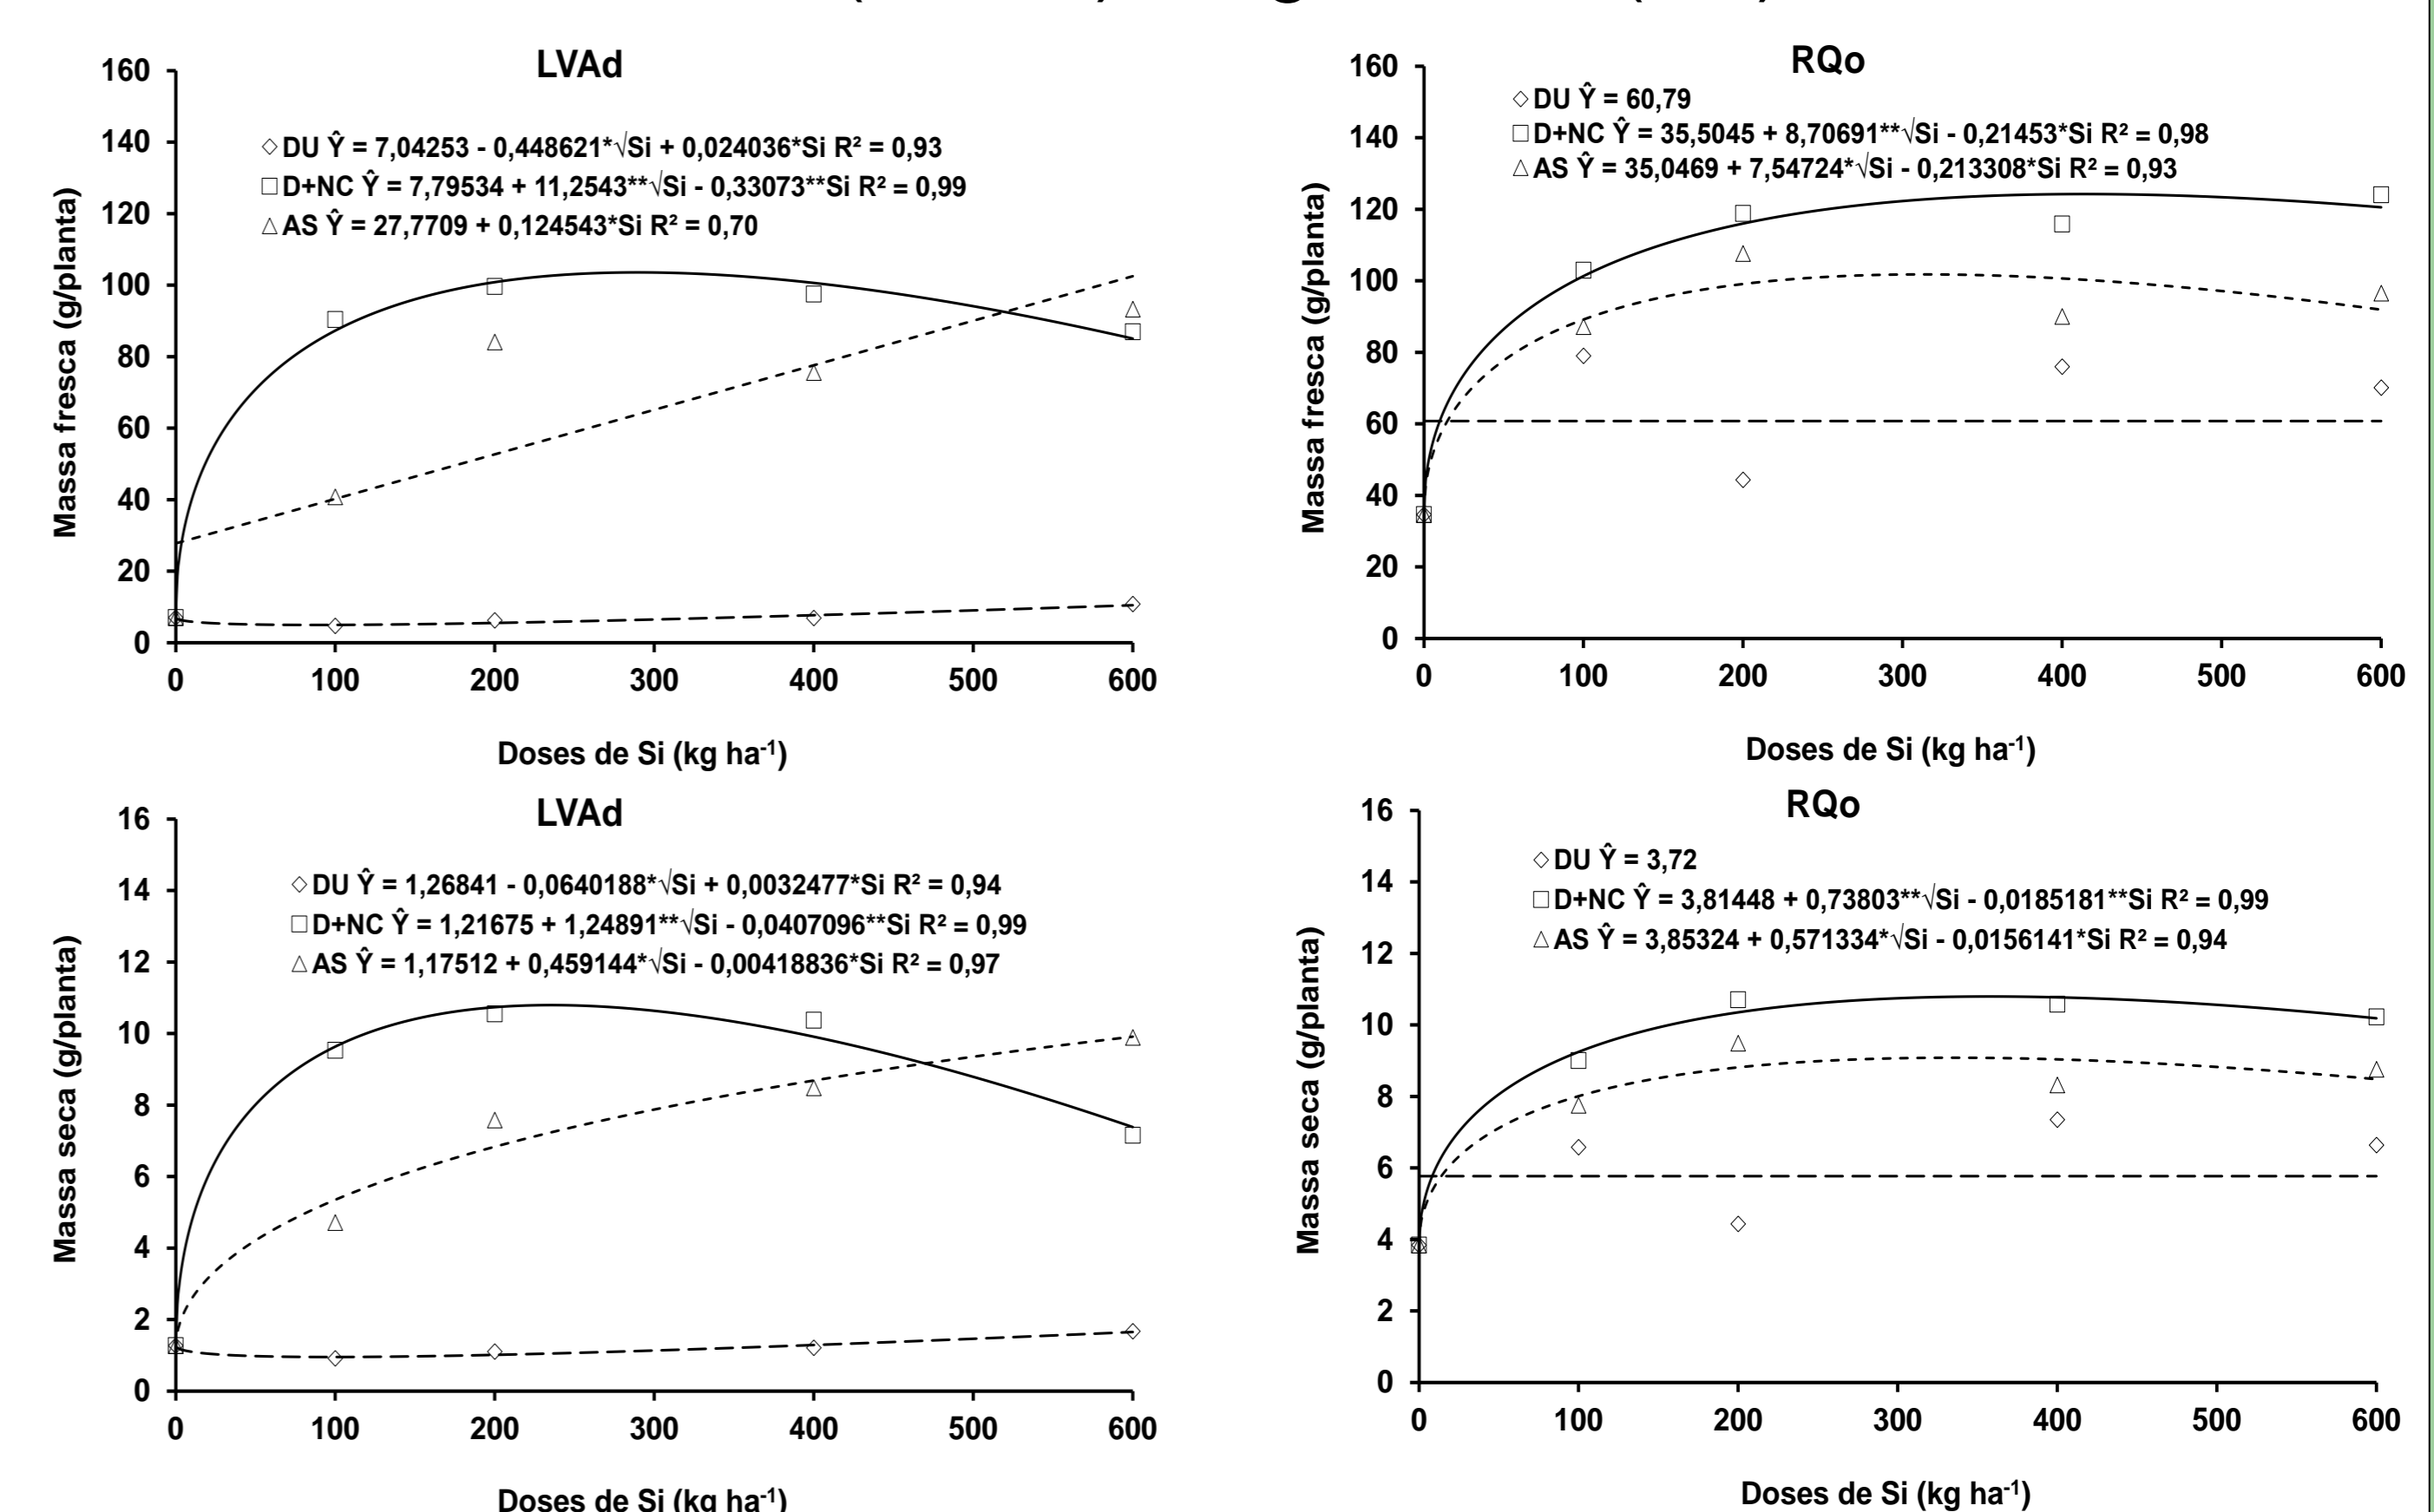 LVAd
160
140
120
100
80
60
40
20
0
Massa fresca (g/planta)
◇ DU Ŷ = 7,04253 - 0,448621*√Si + 0,024036*Si R² = 0,93
□ D+NC Ŷ = 7,79534 + 11,2543**√Si - 0,33073**Si R² = 0,99
△ AS Ŷ = 27,7709 + 0,124543*Si R² = 0,70
0 100 200 300 400 500 600
Doses de Si (kg ha⁻¹)
RQo
160
140
120
100
80
60
40
20
0
Massa fresca (g/planta)
◇ DU Ŷ = 60,79
□ D+NC Ŷ = 35,5045 + 8,70691**√Si - 0,21453*Si R² = 0,98
△ AS Ŷ = 35,0469 + 7,54724*√Si - 0,213308*Si R² = 0,93
0 100 200 300 400 500 600
Doses de Si (kg ha⁻¹)
LVAd
16
14
12
10
8
6
4
2
0
Massa seca (g/planta)
◇ DU Ŷ = 1,26841 - 0,0640188*√Si + 0,0032477*Si R² = 0,94
□ D+NC Ŷ = 1,21675 + 1,24891**√Si - 0,0407096**Si R² = 0,99
△ AS Ŷ = 1,17512 + 0,459144*√Si - 0,00418836*Si R² = 0,97
0 100 200 300 400 500 600
Doses de Si (kg ha⁻¹)
RQo
16
14
12
10
8
6
4
2
0
Massa seca (g/planta)
◇ DU Ŷ = 3,72
□ D+NC Ŷ = 3,81448 + 0,73803**√Si - 0,0185181**Si R² = 0,99
△ AS Ŷ = 3,85324 + 0,571334*√Si - 0,0156141*Si R² = 0,94
0 100 200 300 400 500 600
Doses de Si (kg ha⁻¹)